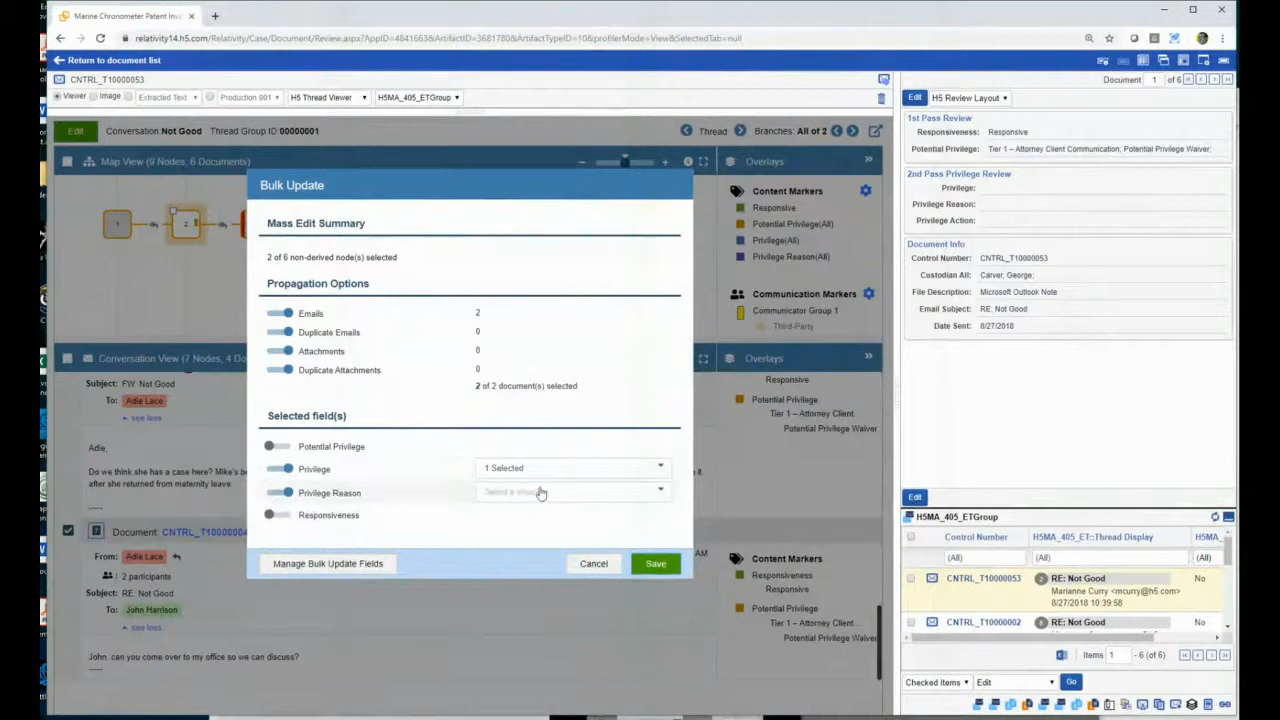 Marine Chronometer Patent Inv
relativity14.h5.com/Relativity/Case/Document/Review.aspx?AppID=4841663&ArtifactID=3681780&ArtifactTypeID=10&profilerMode=View&SelectedTab=null
Return to document list
CNTRL_T10000053
Document 1 of 6
Viewer Image Extracted Text Production 001 H5 Thread Viewer H5MA_405_ETGroup
Edit H5 Review Layout
1st Pass Review
Responsiveness: Responsive
Potential Privilege: Tier 1 – Attorney Client Communication; Potential Privilege Waiver;
2nd Pass Privilege Review
Privilege:
Privilege Reason:
Privilege Action:
Document Info
Control Number: CNTRL_T10000053
Custodian All: Carver, George;
File Description: Microsoft Outlook Note
Email Subject: RE: Not Good
Date Sent: 8/27/2018
Edit Conversation: Not Good Thread Group ID: 00000001
Thread Branches: All of 2
Map View (9 Nodes, 6 Documents)
Overlays
1
2
Content Markers
Responsive
Potential Privilege(All)
Privilege(All)
Privilege Reason(All)
Communication Markers
Communicator Group 1
Third-Party
Bulk Update
Mass Edit Summary
2 of 6 non-derived node(s) selected
Propagation Options
Emails 2
Duplicate Emails 0
Attachments 0
Duplicate Attachments 0
2 of 2 document(s) selected
Selected field(s)
Potential Privilege
Privilege 1 Selected
Privilege Reason
Responsiveness
Manage Bulk Update Fields Cancel Save
Conversation View (7 Nodes, 4 Do
Overlays
Subject: FW: Not Good
To: Adie Lace
see less
Adie,
Do we think she has a case here? Mike's be
after she returned from maternity leave
Responsive
Potential Privilege
Tier 1 – Attorney Client
Potential Privilege Waiver
7 Document: CNTRL_T1000000
From: Adie Lace
AM
2 participants
Subject: RE: Not Good
To: John Harrison
see less
John, can you come over to my office so we can discuss?
-----
Content Markers
Responsiveness
Responsive
Potential Privilege
Tier 1 – Attorney Client
Potential Privilege Waiver
Edit
H5MA_405_ETGroup
Control Number H5MA_405_ET::Thread Display H5MA_
(All) (All) (All)
CNTRL_T10000053 2 RE: Not Good No
Marianne Curry <mcurry@h5.com>
8/27/2018 10:39:58
CNTRL_T10000002 RE: Not Good No
Items 1 - 6 (of 6)
Checked Items Edit Go